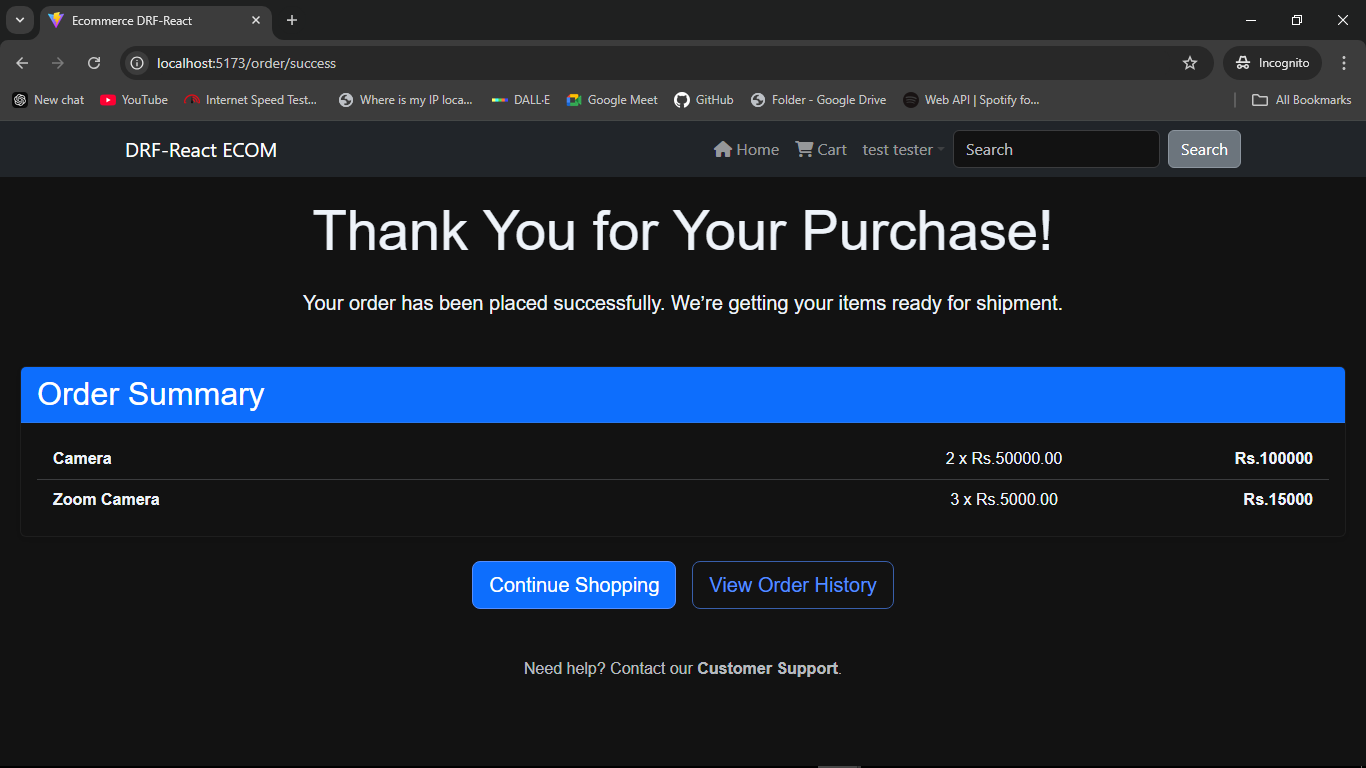 Ecommerce DRF-React
localhost:5173/order/success
Incognito
New chat
YouTube
Internet Speed Test...
Where is my IP loca...
DALL·E
Google Meet
GitHub
Folder - Google Drive
Web API | Spotify fo...
All Bookmarks
DRF-React ECOM
Home
Cart
test tester
Search
Search
Thank You for Your Purchase!
Your order has been placed successfully. We’re getting your items ready for shipment.
Order Summary
Camera 2 x Rs.50000.00 Rs.100000
Zoom Camera 3 x Rs.5000.00 Rs.15000
Continue Shopping
View Order History
Need help? Contact our Customer Support.